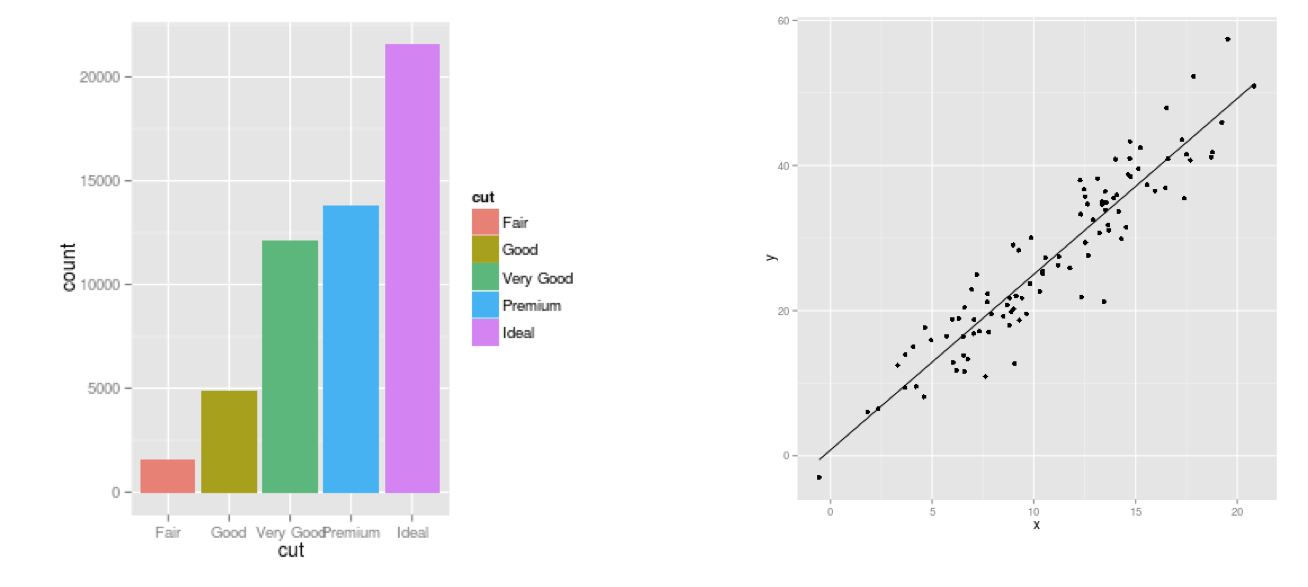 20000
15000
10000
5000
0
count
Fair Good Very Good Premium Ideal
cut
cut
Fair
Good
Very Good
Premium
Ideal
60
40
20
0
y
0 5 10 15 20
x